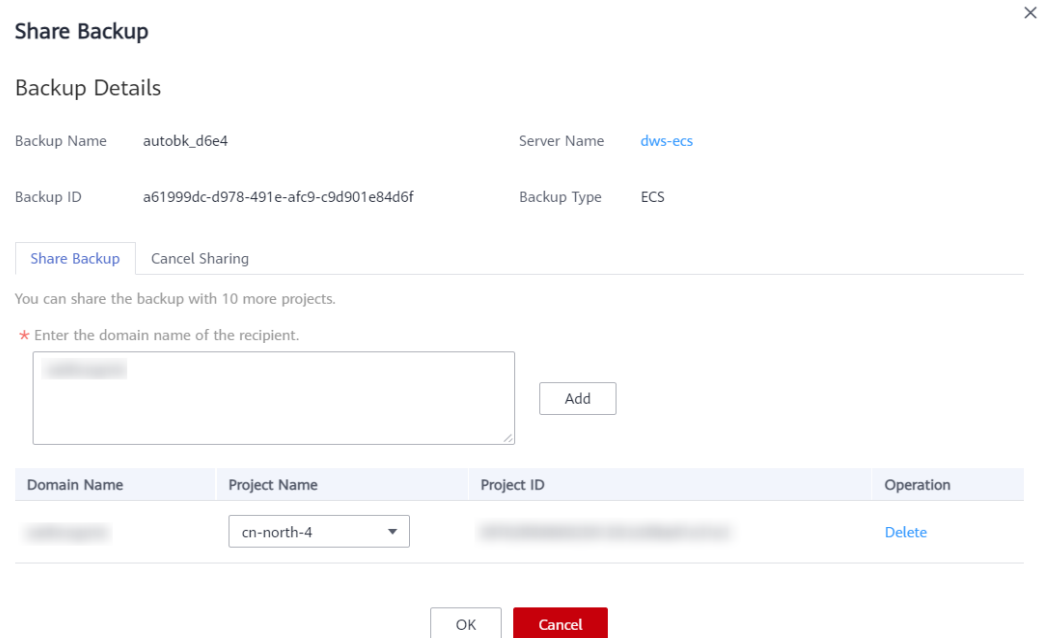 Share Backup
Backup Details
Backup Name autobk_d6e4 Server Name dws-ecs
Backup ID a61999dc-d978-491e-afc9-c9d901e84d6f Backup Type ECS
Share Backup Cancel Sharing
You can share the backup with 10 more projects.
* Enter the domain name of the recipient.
Add
Domain Name Project Name Project ID Operation
cn-north-4 Delete
OK Cancel